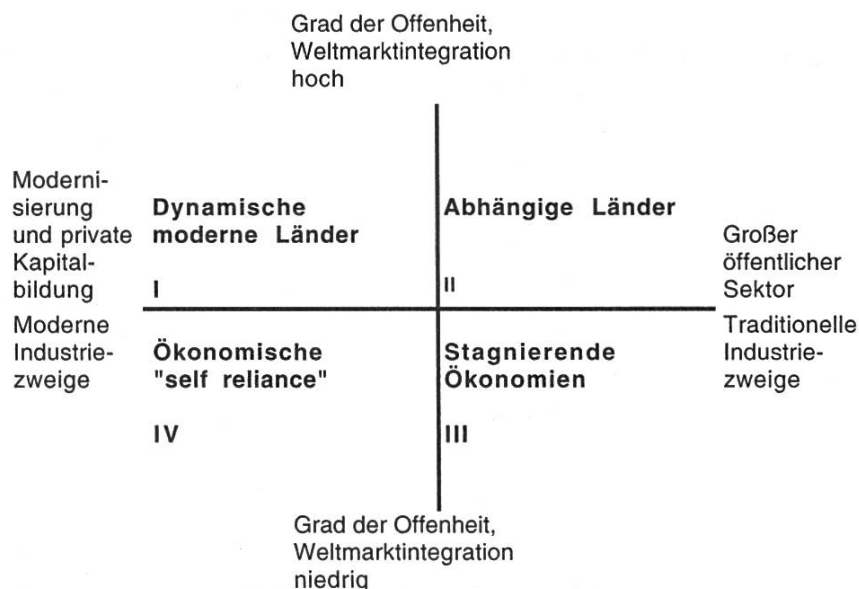 Grad der Offenheit,
Weltmarktintegration
hoch
Moderni-
sierung
und private
Kapital-
bildung
Dynamische
moderne Länder
I
Abhängige Länder
II
Großer
öffentlicher
Sektor
Moderne
Industrie-
zweige
Ökonomische
"self reliance"
IV
Stagnierende
Ökonomien
III
Traditionelle
Industrie-
zweige
Grad der Offenheit,
Weltmarktintegration
niedrig